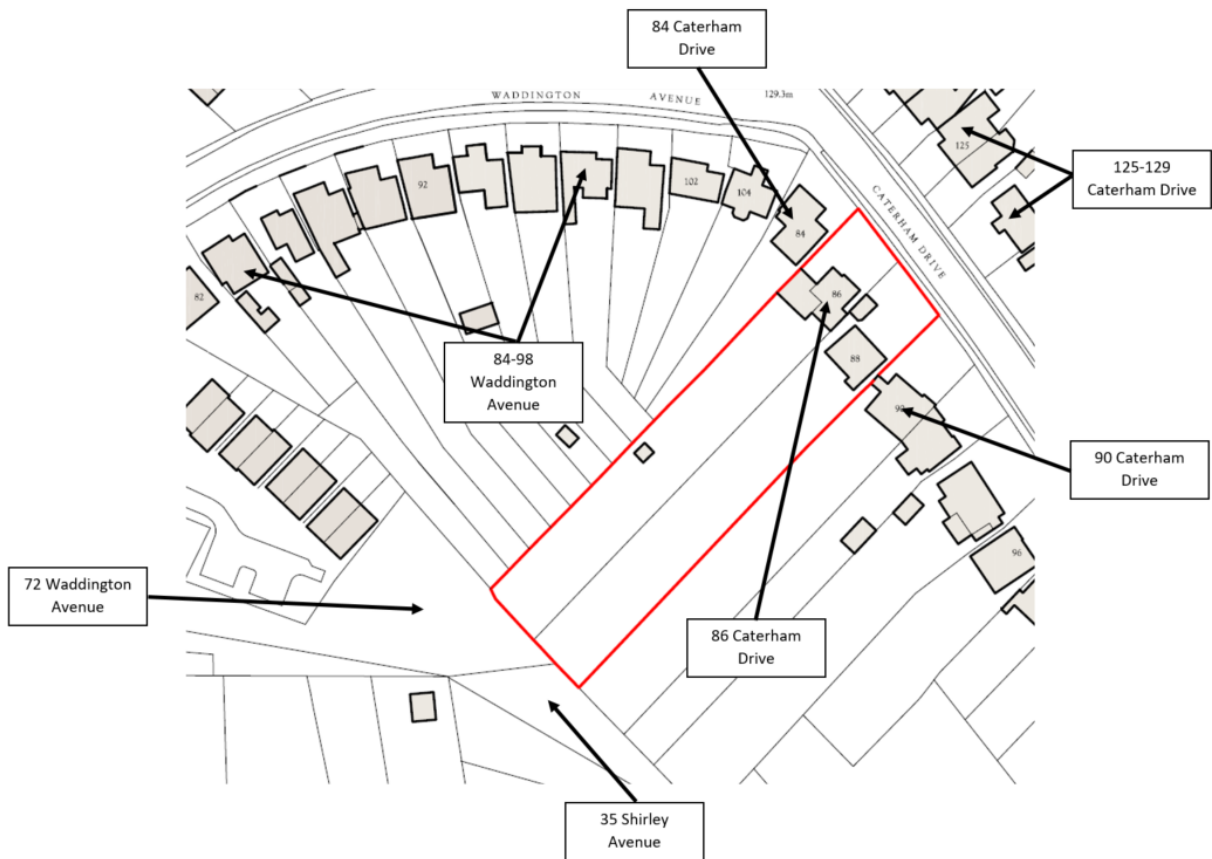 84 Caterham
Drive
WADDINGTON AVENUE 129.3m
125
125-129
Caterham Drive
92
102
104
CATERHAM DRIVE
84
82
86
84-98
Waddington
Avenue
88
90 Caterham
Drive
96
72 Waddington
Avenue
86 Caterham
Drive
35 Shirley
Avenue